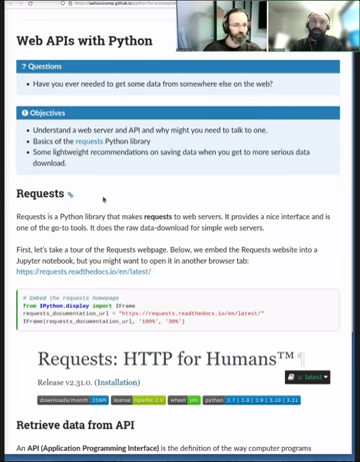 https://aaltoscicomp.github.io/python-for-scicomp/w
Web APIs with Python
? Questions
• Have you ever needed to get some data from somewhere else on the web?
Objectives
• Understand a web server and API and why might you need to talk to one.
• Basics of the requests Python library
• Some lightweight recommendations on saving data when you get to more serious data
download.
Requests
Requests is a Python library that makes requests to web servers. It provides a nice interface and is
one of the go-to tools. It does the raw data-download for simple web servers.
First, let's take a tour of the Requests webpage. Below, we embed the Requests website into a
Jupyter notebook, but you might want to open it in another browser tab:
https://requests.readthedocs.io/en/latest/
# Embed the requests homepage
from IPython.display import IFrame
requests_documentation_url = "https://requests.readthedocs.io/en/latest/"
IFrame(requests_documentation_url, '100%', '30%')
Requests: HTTP for Humans™¶
v: latest
Release v2.31.0. (Installation)
downloads/month 256M license Apache 2.0 wheel yes python 3.7 | 3.8 | 3.9 | 3.10 | 3.11
Retrieve data from API
An API (Application Programming Interface) is the definition of the way computer programs